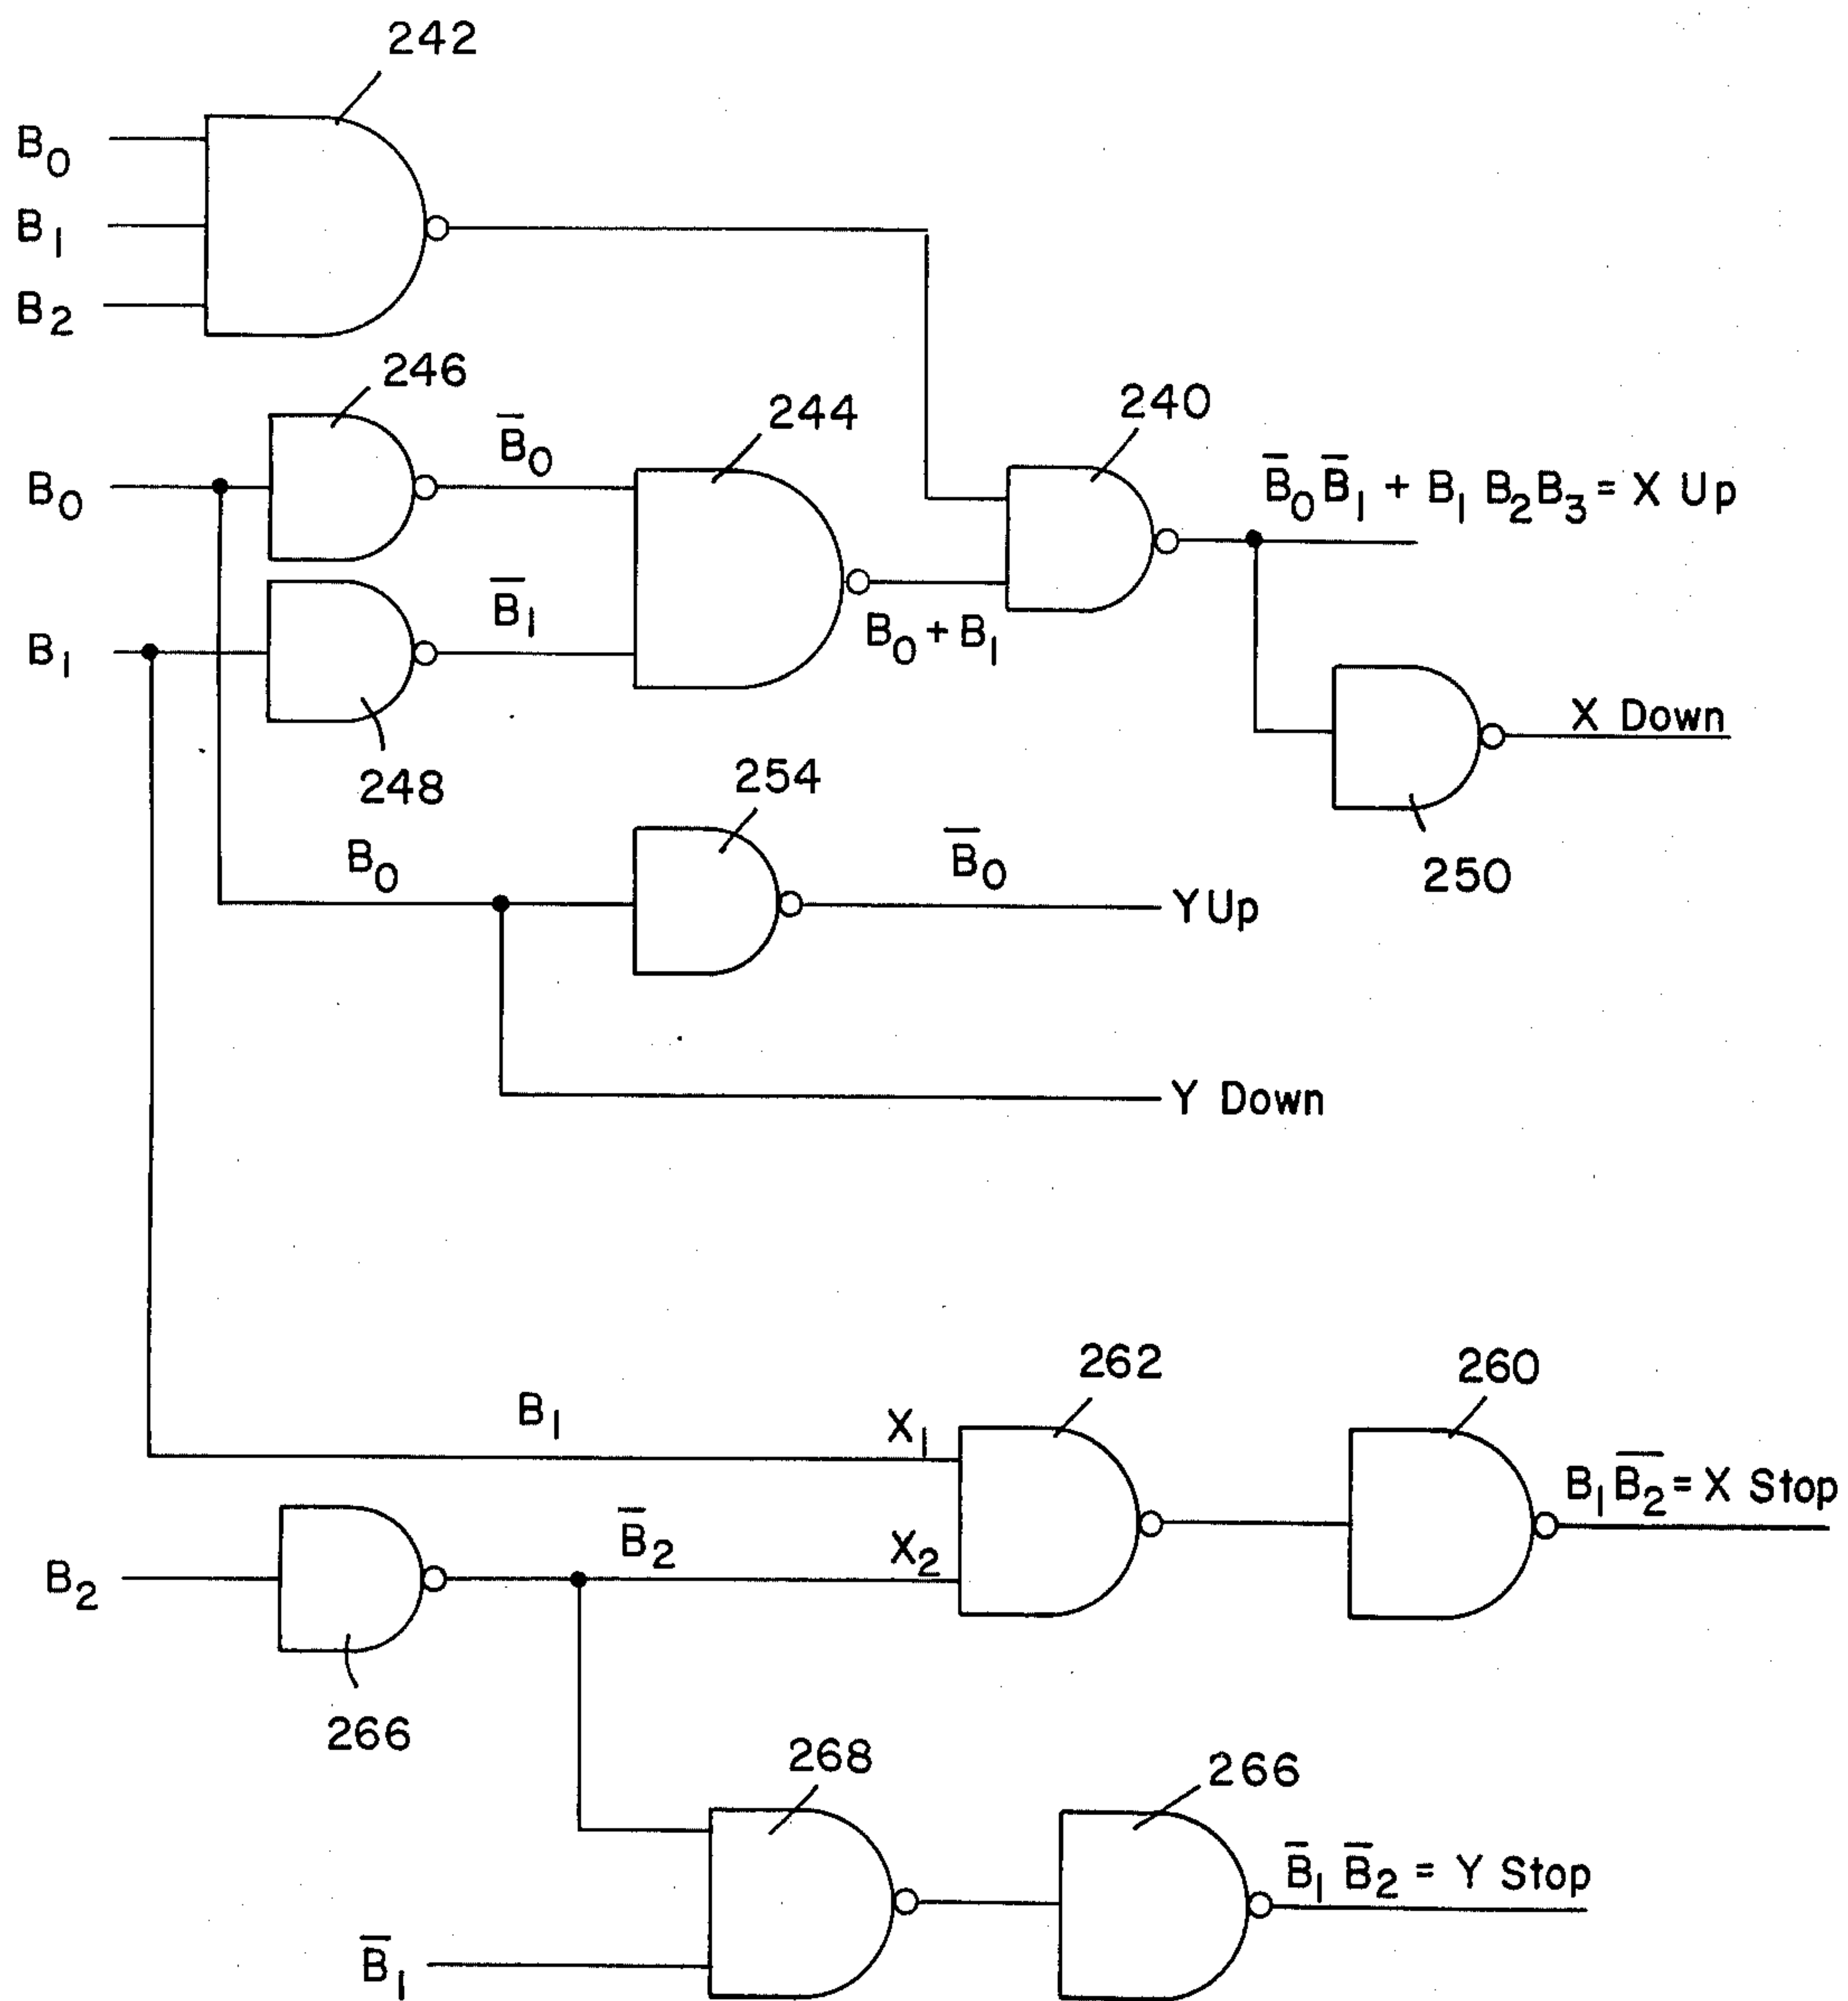 242
B₀
B₁
B₂
246
B̅₀
244
240
B₀
B̅₀B̅₁ + B₁ B₂B₃ = X Up
B̅₁
B₁
B₀ + B₁
X Down
248
254
B₀
B̅₀
250
Y Up
Y Down
262
260
B₁
X₁
B₁B̅₂ = X Stop
B̅₂
X₂
B₂
266
268
266
B̅₁ B̅₂ = Y Stop
B̅₁